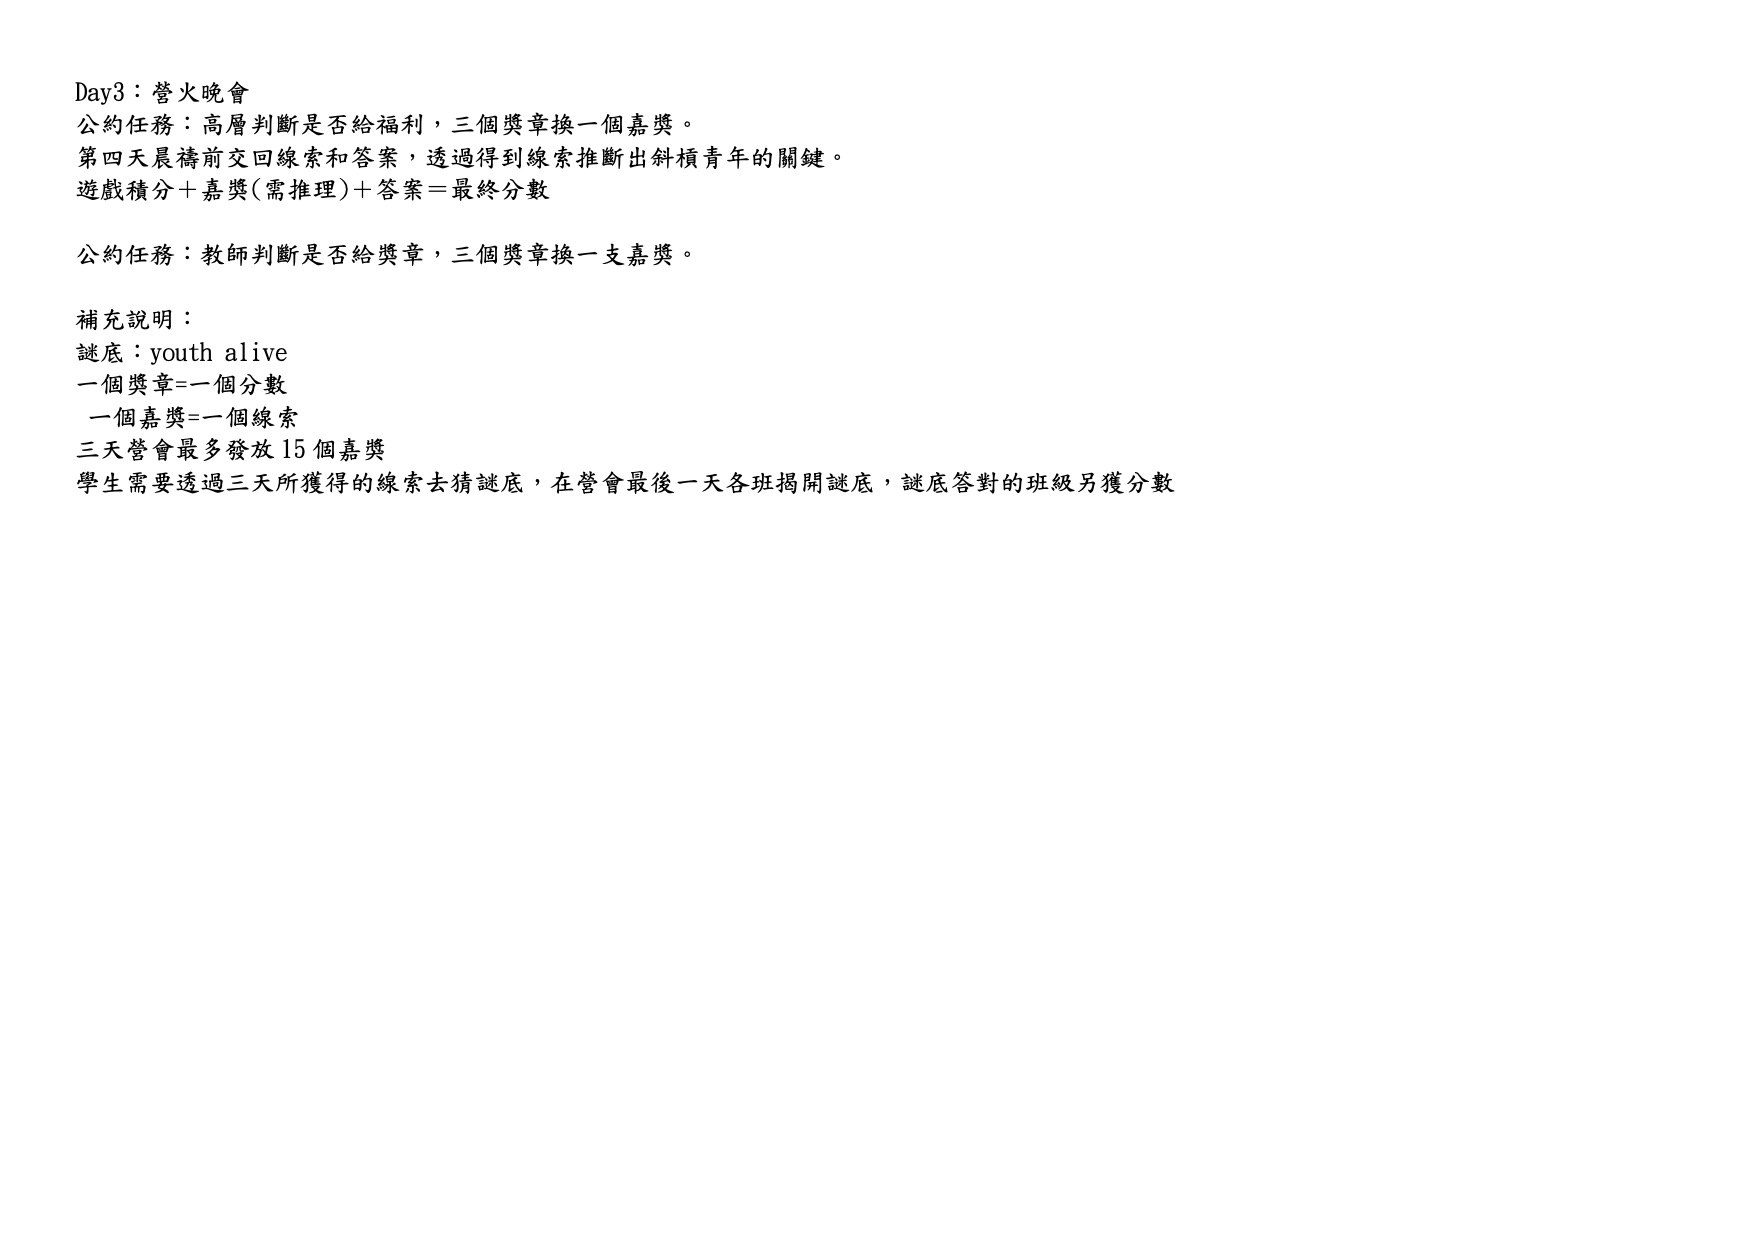 Day3：營火晚會
公約任務：高層判斷是否給福利，三個獎章換一個嘉獎。
第四天晨禱前交回線索和答案，透過得到線索推斷出斜槓青年的關鍵。
遊戲積分＋嘉獎(需推理)＋答案＝最終分數
公約任務：教師判斷是否給獎章，三個獎章換一支嘉獎。
補充說明：
謎底：youth alive
一個獎章=一個分數
一個嘉獎=一個線索
三天營會最多發放 15 個嘉獎
學生需要透過三天所獲得的線索去猜謎底，在營會最後一天各班揭開謎底，謎底答對的班級另獲分數